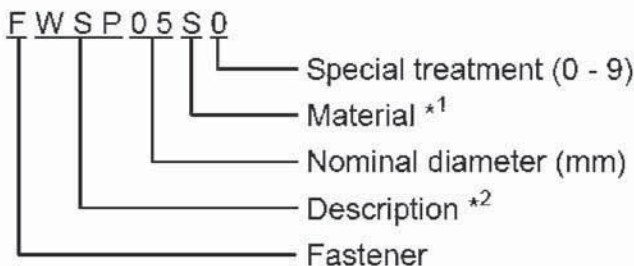 FWSP05S0
Special treatment (0 - 9)
Material *1
Nominal diameter (mm)
Description *2
Fastener